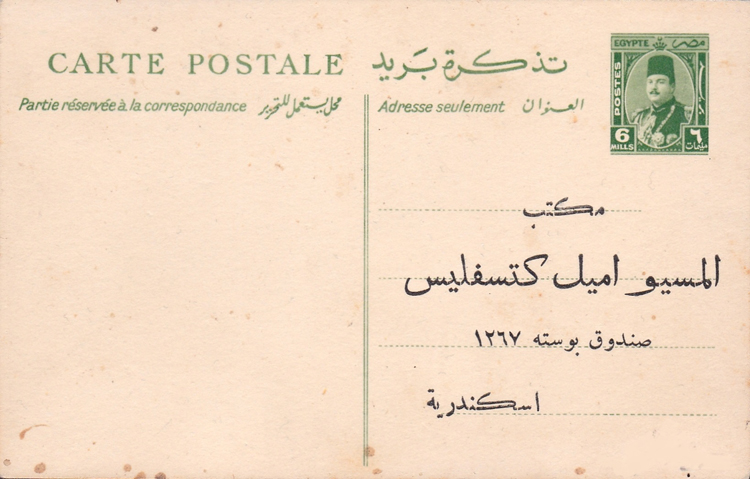 CARTE POSTALE تذكرة بريد
Partie réservée à la correspondance محل يستعمل للتحرير
Adresse seulement العنوان
EGYPTE مصر
POSTES
6 ٦
MILLS مليمات
مكتب
المسيو اميل كتسفليس
صندوق بوسته ١٢٦٧
اسكندرية